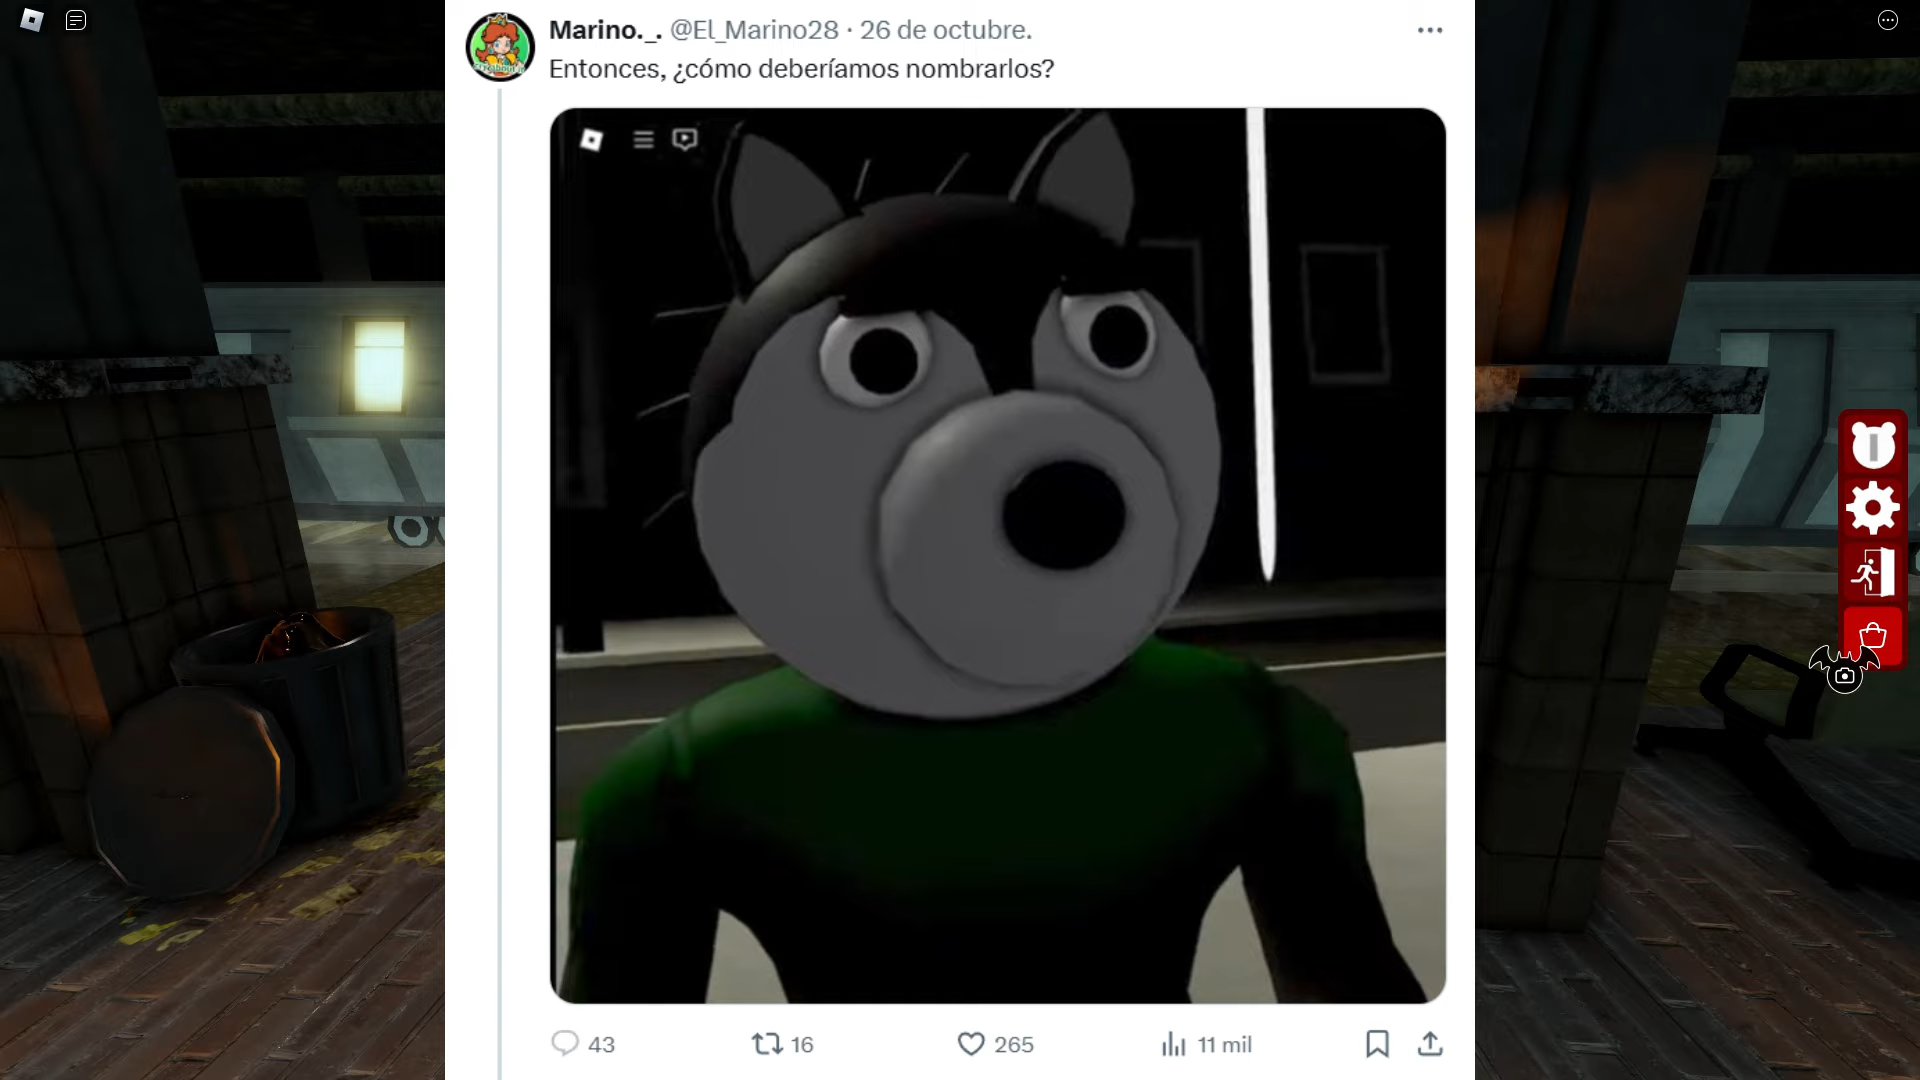 Marino._. @El_Marino28 · 26 de octubre.
Entonces, ¿cómo deberíamos nombrarlos?
43
16
265
11 mil